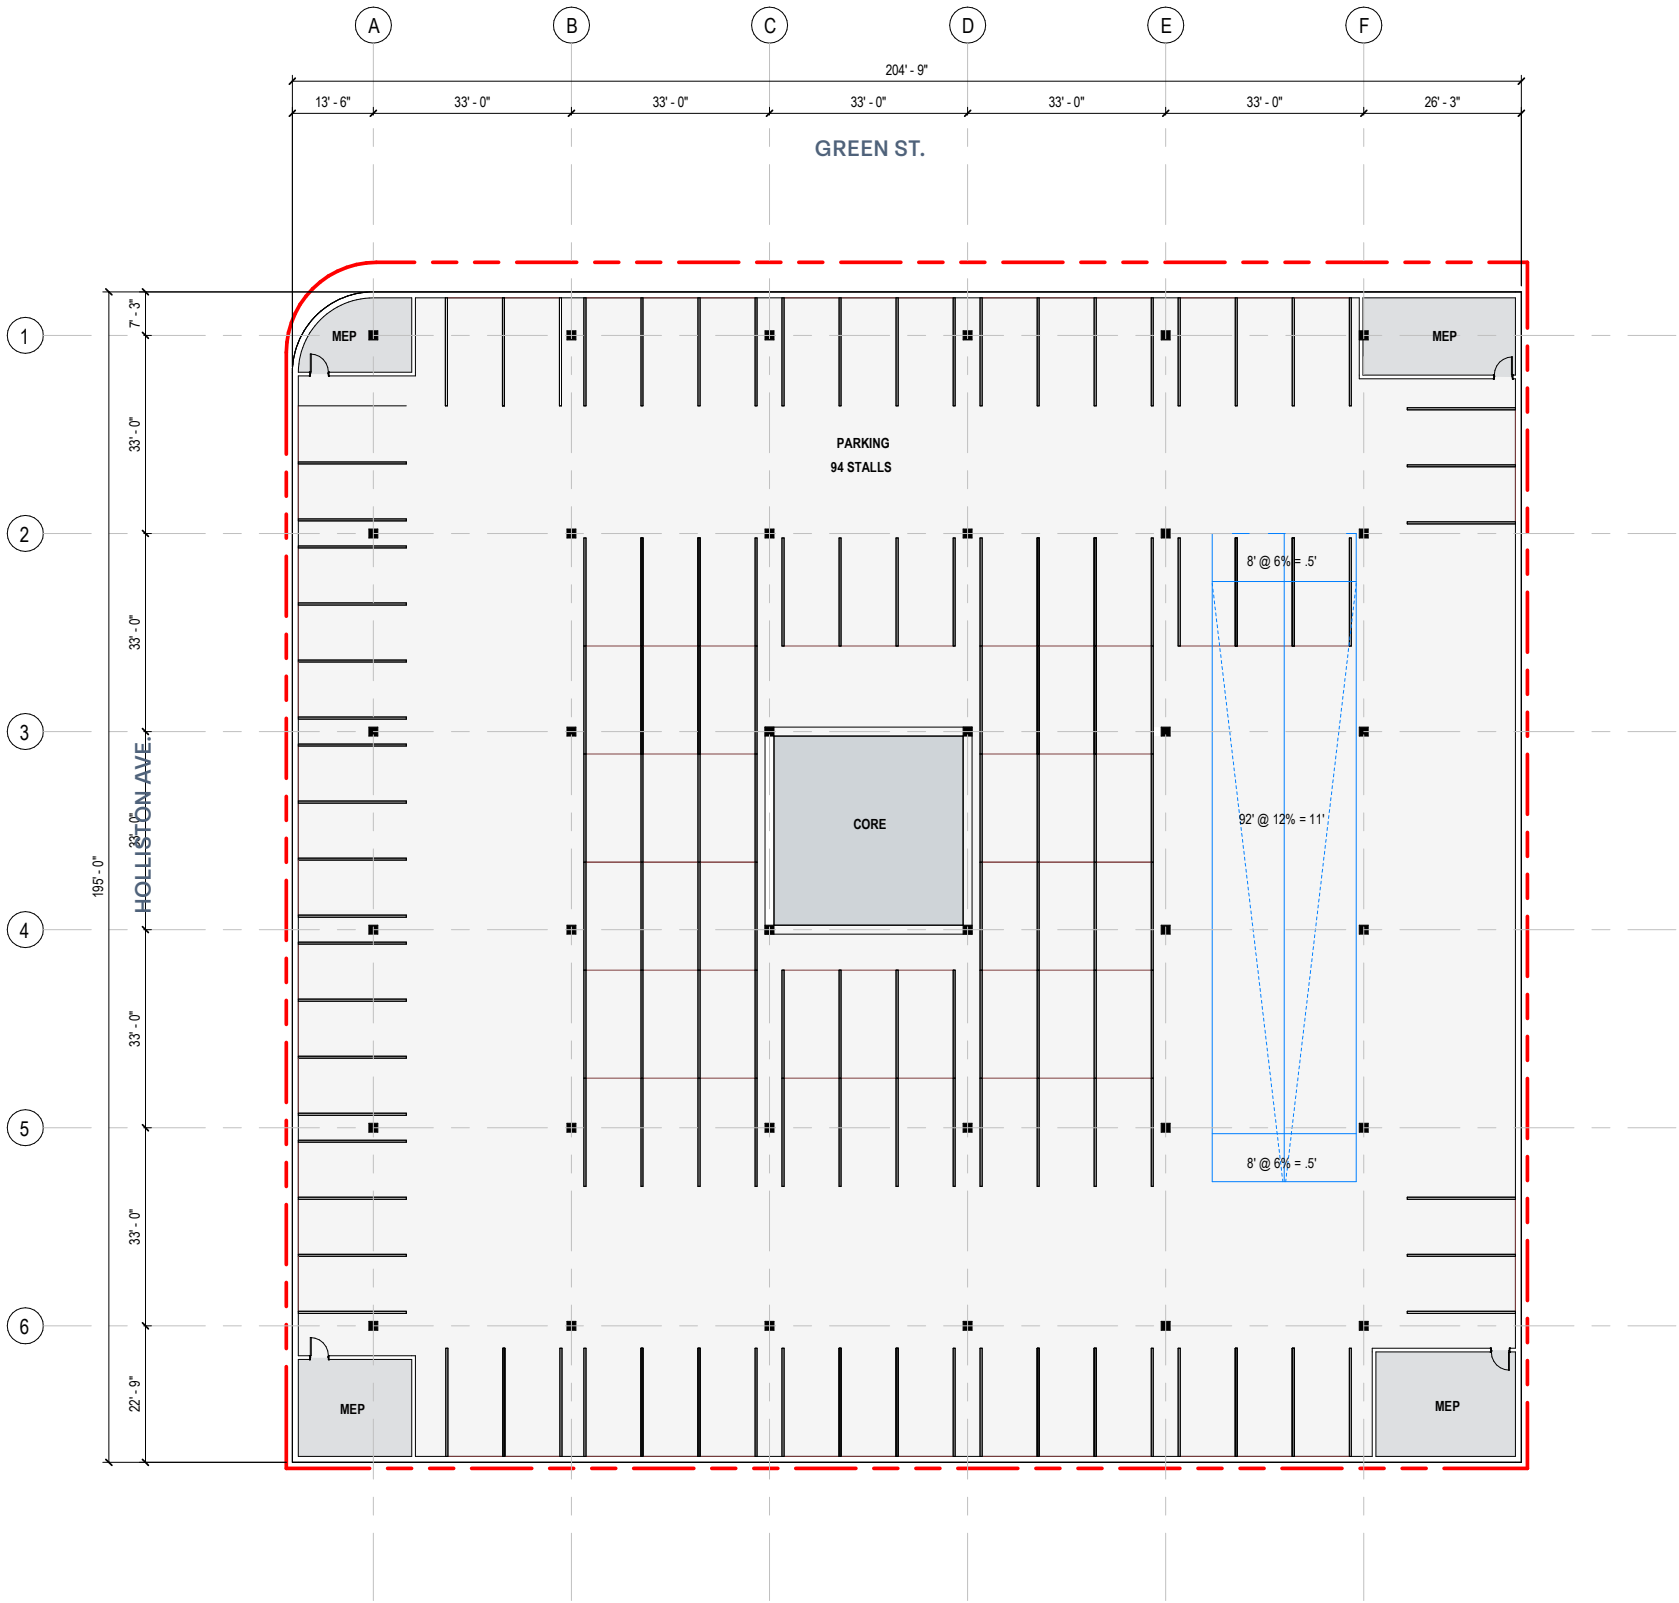 A
B
C
D
E
F
204' - 9"
13' - 6"
33' - 0"
33' - 0"
33' - 0"
33' - 0"
33' - 0"
26' - 3"
GREEN ST.
7' - 3"
1
MEP
MEP
33' - 0"
PARKING
94 STALLS
2
8' @ 6% = .5'
33' - 0"
3
HOLLISTON AVE.
33' - 0"
CORE
92' @ 12% = 11'
195' - 0"
4
33' - 0"
5
8' @ 6% = .5'
33' - 0"
6
22' - 9"
MEP
MEP